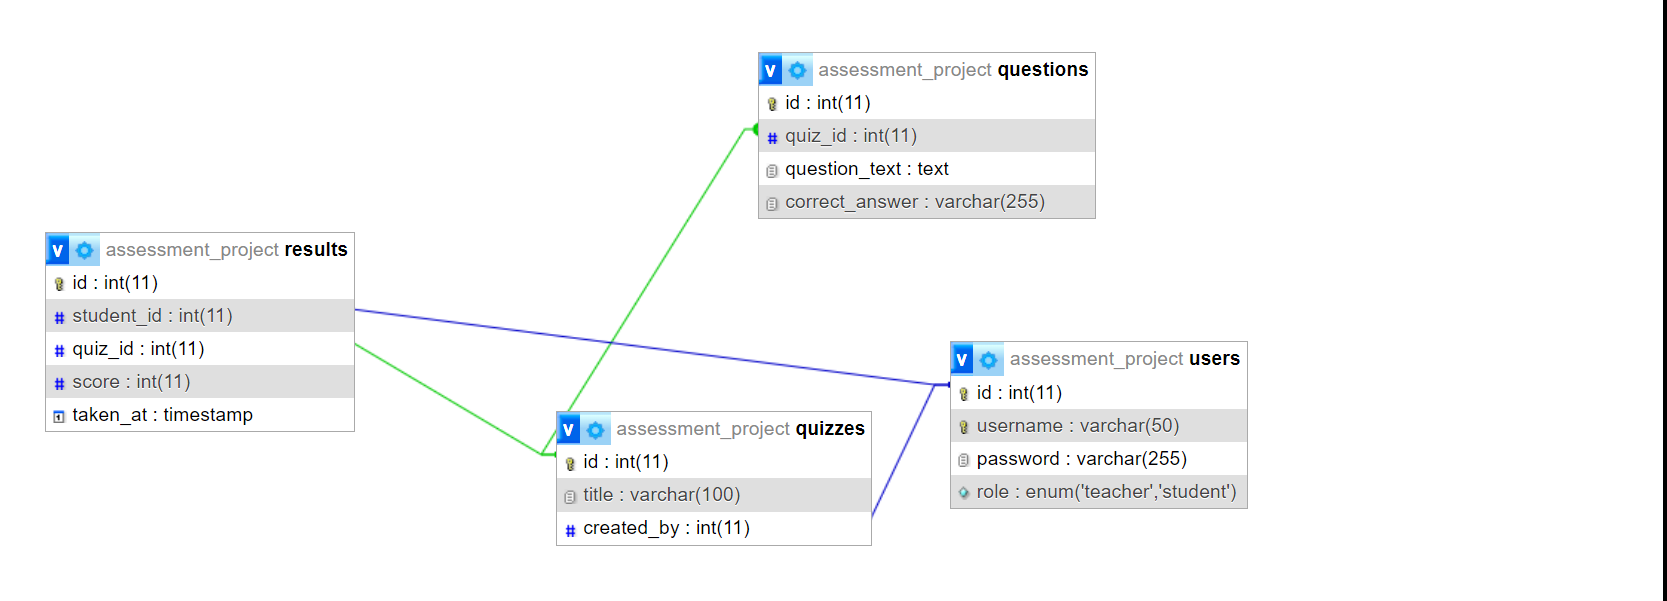 v assessment_project questions
id : int(11)
# quiz_id : int(11)
question_text : text
correct_answer : varchar(255)
v assessment_project results
id : int(11)
# student_id : int(11)
# quiz_id : int(11)
# score : int(11)
taken_at : timestamp
v assessment_project quizzes
id : int(11)
title : varchar(100)
# created_by : int(11)
v assessment_project users
id : int(11)
username : varchar(50)
password : varchar(255)
role : enum('teacher','student')